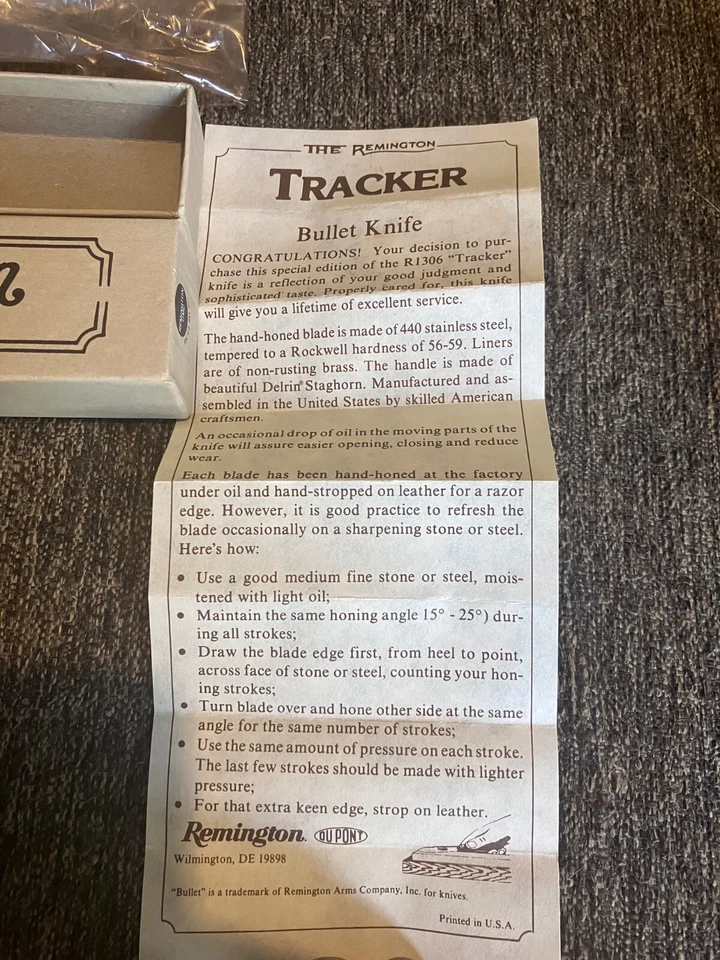 THE REMINGTON
TRACKER
Bullet Knife
CONGRATULATIONS! Your decision to pur-
chase this special edition of the R1306 “Tracker”
knife is a reflection of your good judgment and
sophisticated taste. Properly cared for, this knife
will give you a lifetime of excellent service.
The hand-honed blade is made of 440 stainless steel,
tempered to a Rockwell hardness of 56-59. Liners
are of non-rusting brass. The handle is made of
beautiful Delrin® Staghorn. Manufactured and as-
sembled in the United States by skilled American
craftsmen.
An occasional drop of oil in the moving parts of the
knife will assure easier opening, closing and reduce
wear.
Each blade has been hand-honed at the factory
under oil and hand-stropped on leather for a razor
edge. However, it is good practice to refresh the
blade occasionally on a sharpening stone or steel.
Here's how:
• Use a good medium fine stone or steel, mois-
tened with light oil;
• Maintain the same honing angle 15° - 25°) dur-
ing all strokes;
• Draw the blade edge first, from heel to point,
across face of stone or steel, counting your hon-
ing strokes;
• Turn blade over and hone other side at the same
angle for the same number of strokes;
• Use the same amount of pressure on each stroke.
The last few strokes should be made with lighter
pressure;
• For that extra keen edge, strop on leather.
Remington. DU PONT
Wilmington, DE 19898
“Bullet” is a trademark of Remington Arms Company, Inc. for knives.
Printed in U.S.A.